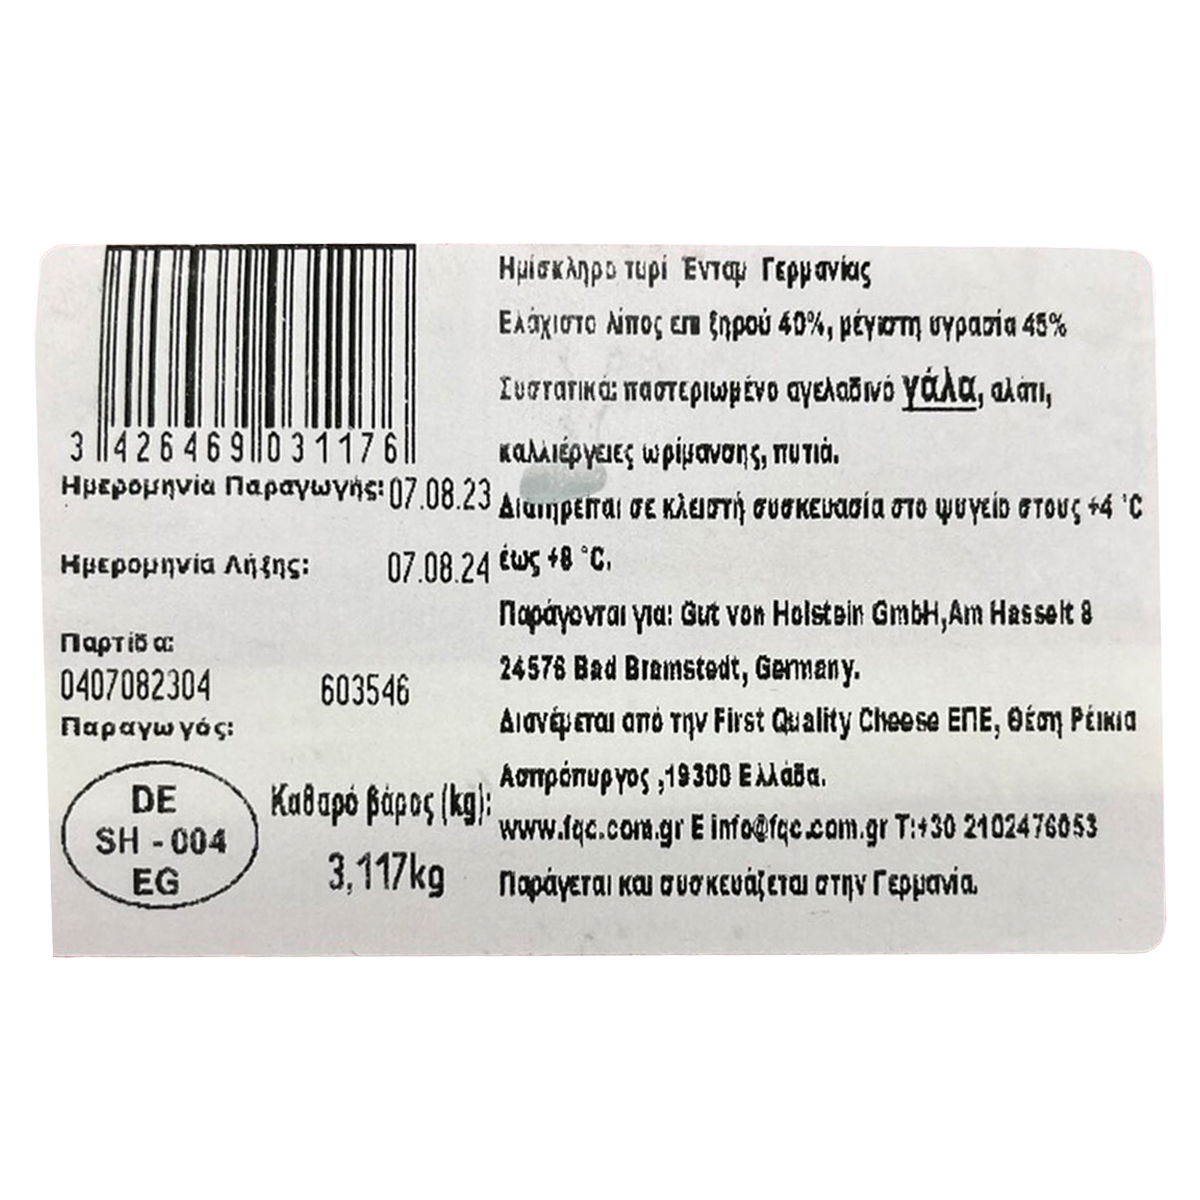 3 426469 031176
Ημερομηνία Παραγωγής: 07.08.23
Ημερομηνία Λήξης: 07.08.24
Παρτίδα:
0407082304 603546
Παραγωγός:
DE
SH - 004
EG
Καθαρό βάρος (kg):
3,117kg
Ημίσκληρο τυρί Ένταμ Γερμανίας
Ελάχιστο λίπος επι ξηρού 40%, μέγιστη υγρασία 45%
Συστατικά: παστεριωμένο αγελαδινό γάλα, αλάτι,
καλλιέργειες ωρίμανσης, πυτιά.
Διατηρείται σε κλειστή συσκευασία στο ψυγείο στους +4 °C
έως +8 °C.
Παράγονται για: Gut von Holstein GmbH,Am Hasselt 8
24576 Bad Bramstedt, Germany.
Διανέμεται από την First Quality Cheese ΕΠΕ, Θέση Ρέικια
Ασπρόπυργος ,19300 Ελλάδα.
www.fqc.com.gr E info@fqc.com.gr T:+30 2102476053
Παράγεται και συσκευάζεται στην Γερμανία.